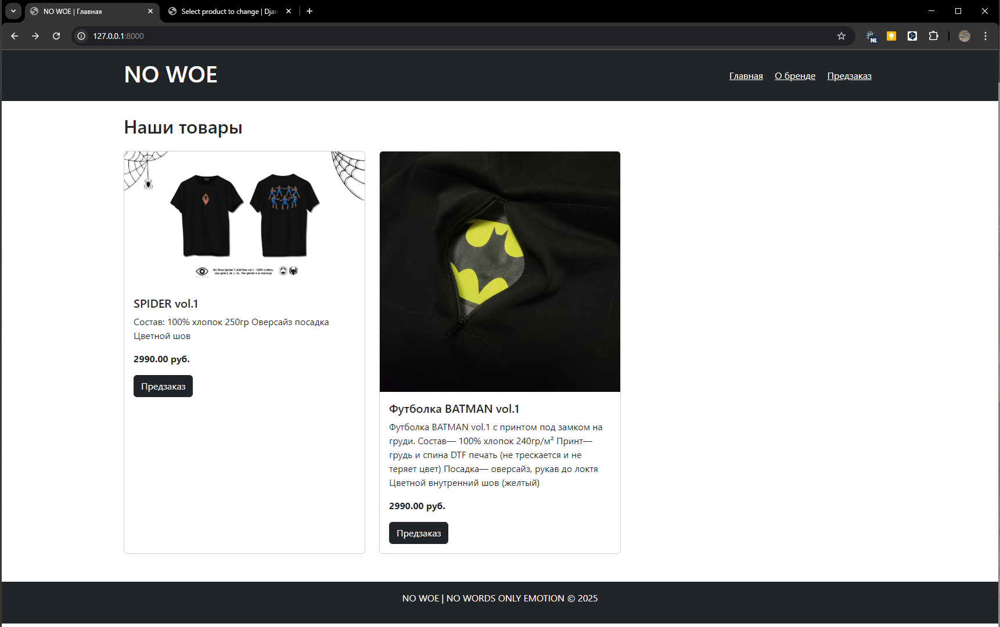 NO WOE | Главная
Select product to change | Djan
127.0.0.1:8000
NL
NO WOE
Главная
О бренде
Предзаказ
Наши товары
No Woe Spider T-shirt line vol.1 -100% cotton,
size grid S, M, L, XL. The photo is a mockup
SPIDER vol.1
Состав: 100% хлопок 250гр Оверсайз посадка
Цветной шов
2990.00 руб.
Предзаказ
Футболка BATMAN vol.1
Футболка BATMAN vol.1 с принтом под замком на
груди. Состав— 100% хлопок 240гр/м² Принт—
грудь и спина DTF печать (не трескается и не
теряет цвет) Посадка— оверсайз, рукав до локтя
Цветной внутренний шов (желтый)
2990.00 руб.
Предзаказ
NO WOE | NO WORDS ONLY EMOTION © 2025